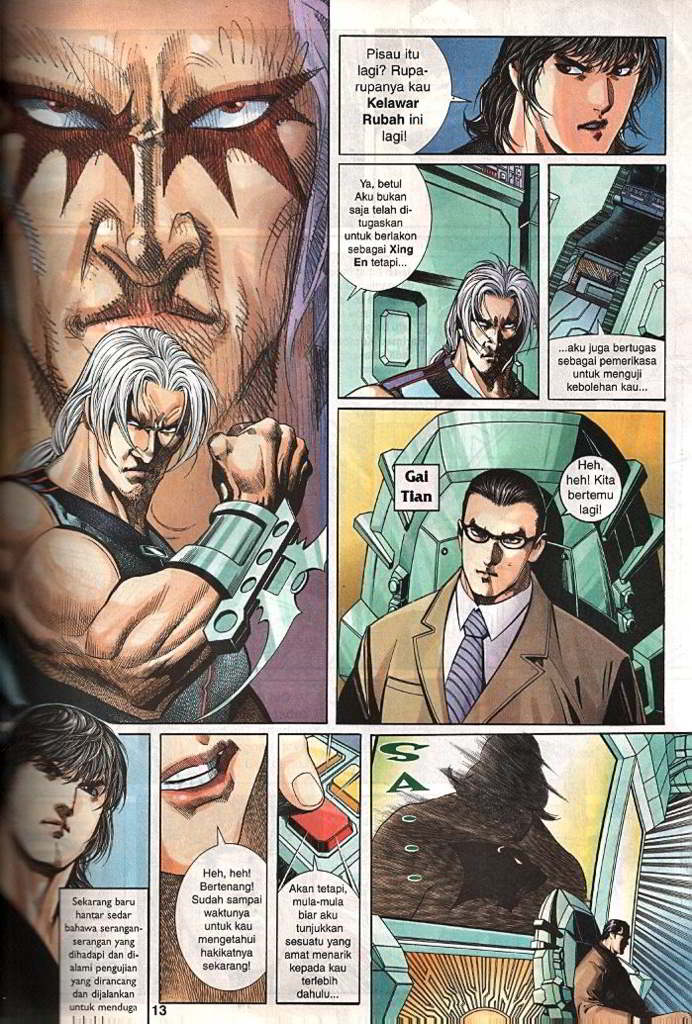 Pisau itu
lagi? Rupa-
rupanya kau
Kelawar
Rubah ini
lagi!
Ya, betul
Aku bukan
saja telah di-
tugaskan
untuk berlakon
sebagai Xing
En tetapi...
...aku juga bertugas
sebagai pemeriksa
untuk menguji
kebolehan kau...
Gai
Tian
Heh,
heh! Kita
bertemu
lagi!
Sekarang baru
hantar sedar
bahawa serangan-
serangan yang
dihadapi dan di-
alami pengujian
yang dirancang
dan dijalankan
untuk menduga
Heh, heh!
Bertenang!
Sudah sampai
waktunya
untuk kau
mengetahui
hakikatnya
sekarang!
Akan tetapi,
mula-mula
biar aku
tunjukkan
sesuatu yang
amat menarik
kepada kau
terlebih
dahulu...
SA
13